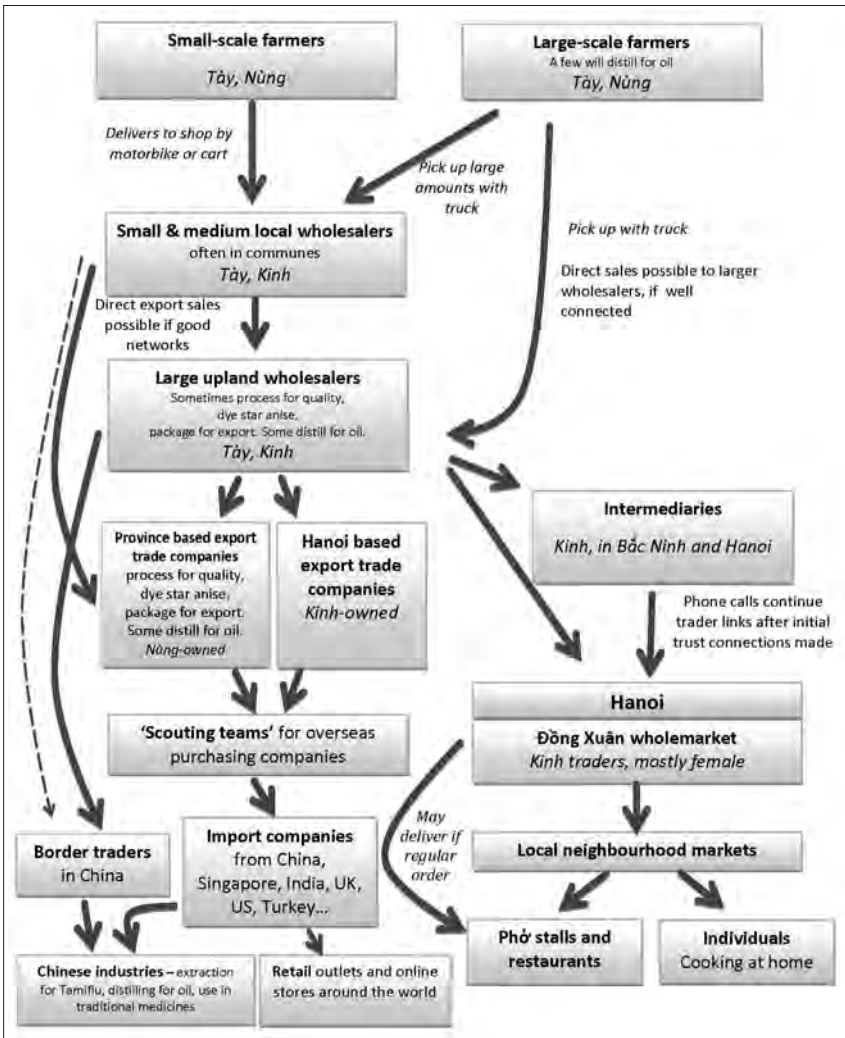 Small-scale farmers
Tày, Nùng
Large-scale farmers
A few will distill for oil
Tày, Nùng
Delivers to shop by
motorbike or cart
Pick up large
amounts with
truck
Small & medium local wholesalers
often in communes
Tày, Kinh
Pick up with truck
Direct sales possible to larger
wholesalers, if well
connected
Direct export sales
possible if good
networks
Large upland wholesalers
Sometimes process for quality,
dye star anise,
package for export. Some distill for oil.
Tày, Kinh
Province based export
trade companies
process for quality,
dye star anise,
package for export.
Some distill for oil.
Nùng-owned
Hanoi based
export trade
companies
Kinh-owned
Intermediaries
Kinh, in Bắc Ninh and Hanoi
Phone calls continue
trader links after initial
trust connections made
Hanoi
Đồng Xuân wholemarket
Kinh traders, mostly female
'Scouting teams' for overseas
purchasing companies
May
deliver if
regular
order
Local neighbourhood markets
Border traders
in China
Import companies
from China,
Singapore, India, UK,
US, Turkey...
Phở stalls and
restaurants
Individuals
Cooking at home
Chinese industries – extraction
for Tamiflu, distilling for oil, use in
traditional medicines
Retail outlets and online
stores around the world